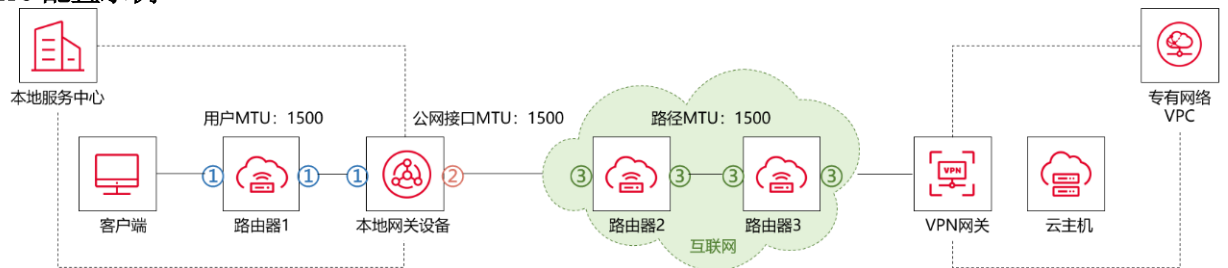 本地服务中心
专有网络
VPC
用户MTU：1500
公网接口MTU：1500
路径MTU：1500
① ① ① ② ③ ③ ③ ③
VPN
客户端
路由器1
本地网关设备
路由器2
路由器3
VPN网关
云主机
互联网